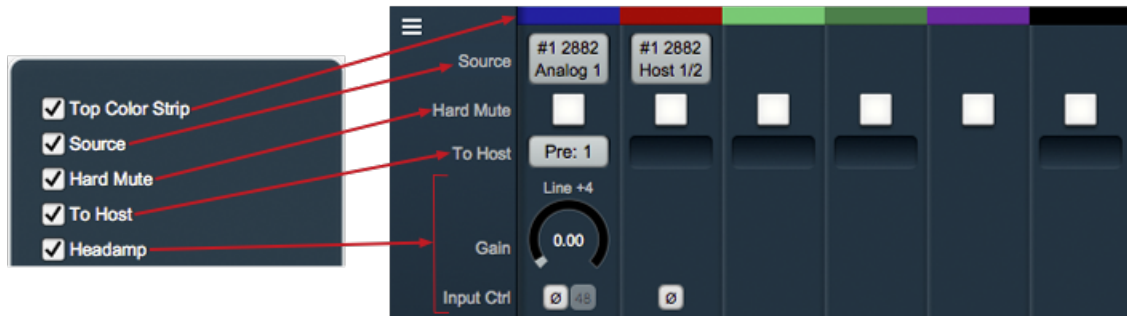 Top Color Strip
Source
Hard Mute
To Host
Headamp
Source
#1 2882
Analog 1
#1 2882
Host 1/2
Hard Mute
To Host
Pre: 1
Line +4
Gain
0.00
Input Ctrl
Ø
48
Ø